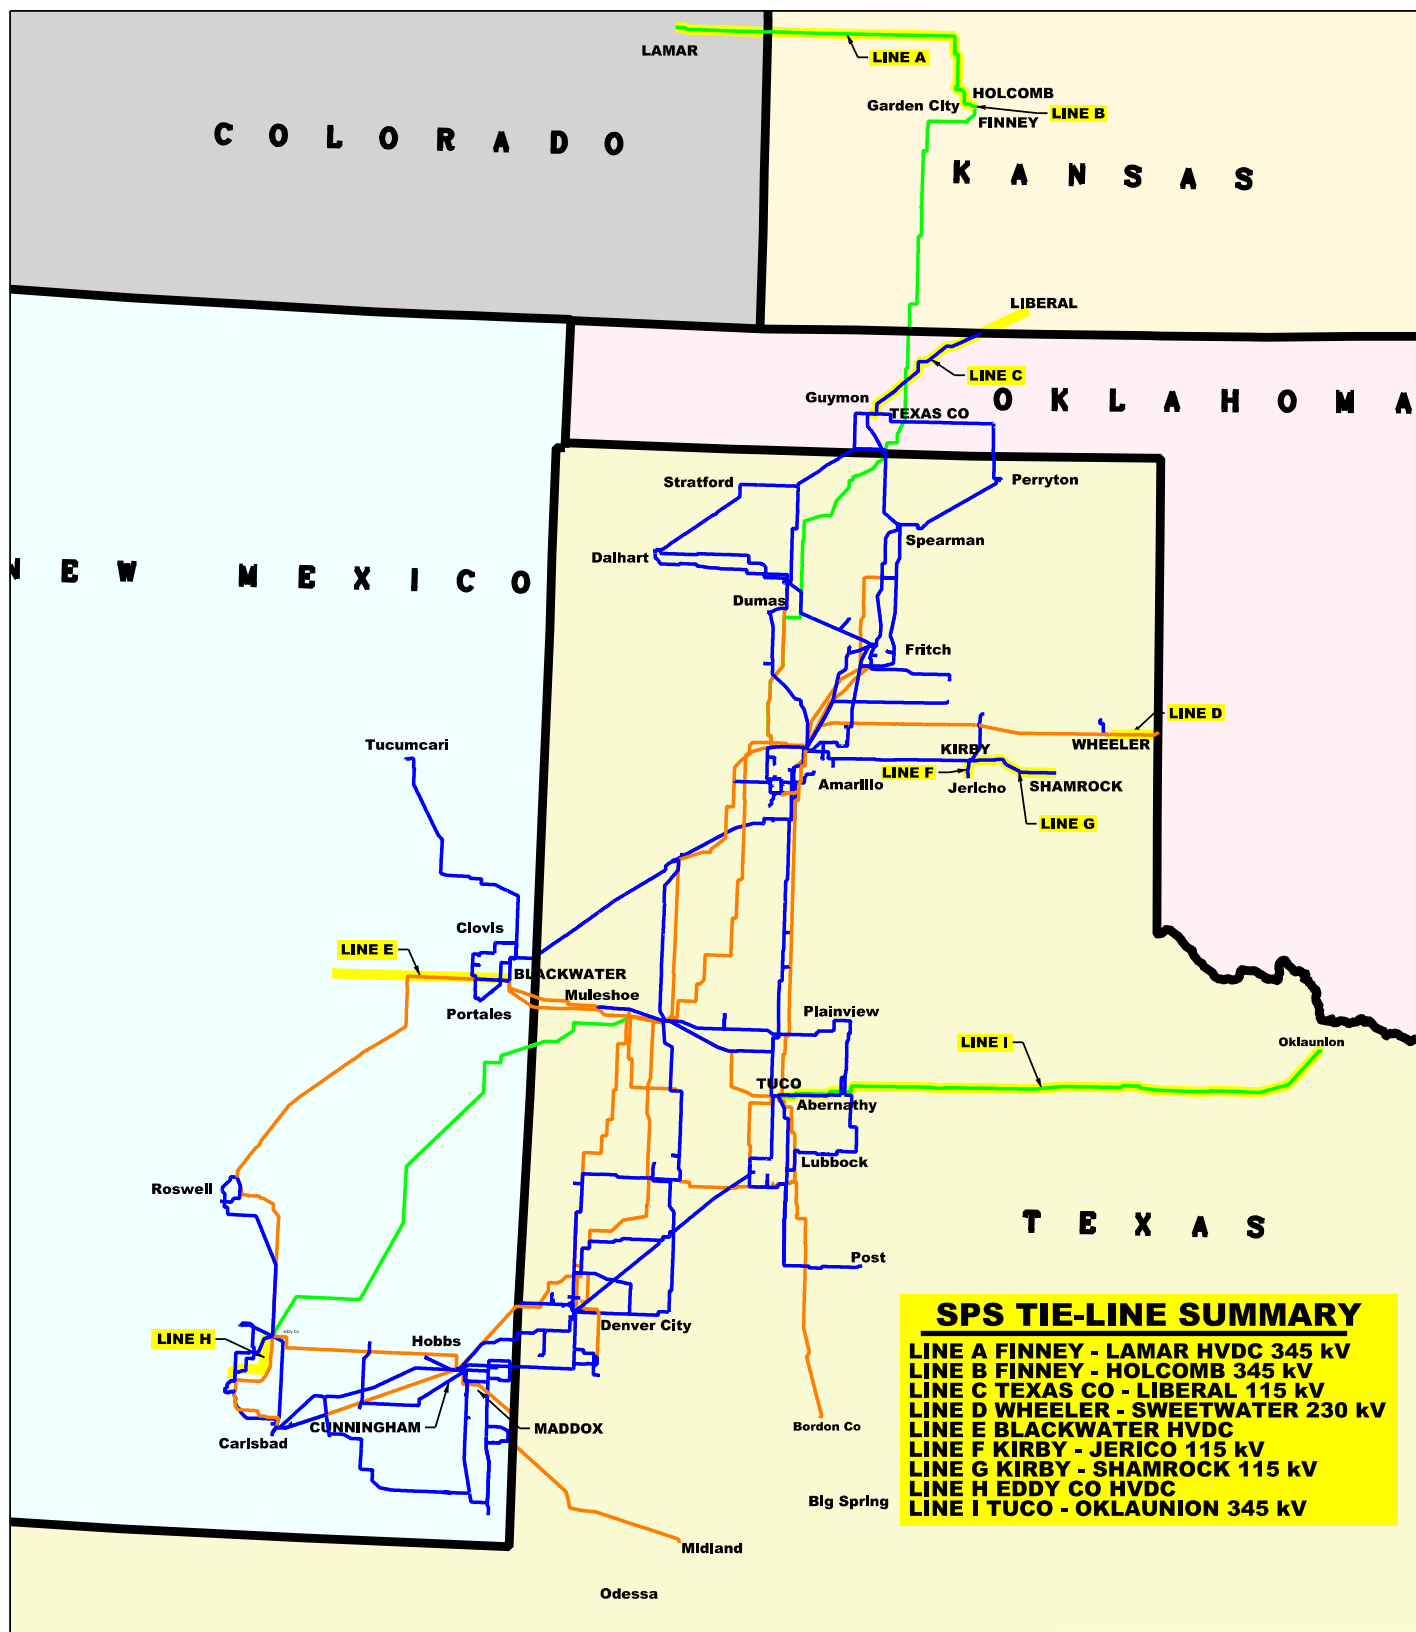 LAMAR
LINE A
HOLCOMB
Garden City
LINE B
FINNEY
COLORADO
KANSAS
LIBERAL
LINE C
Guymon
OKLAHOMA
TEXAS CO
Stratford
Perryton
Spearman
Dalhart
NEW MEXICO
Dumas
Fritch
LINE D
Tucumcari
KIRBY
WHEELER
LINE F
Amarillo
Jericho
SHAMROCK
LINE G
Clovis
LINE E
BLACKWATER
Muleshoe
Portales
Plainview
LINE I
Oklaunion
TUCO
Abernathy
Lubbock
Roswell
TEXAS
Post
Eddy Co
LINE H
Hobbs
Denver City
CUNNINGHAM
MADDOX
Carlsbad
Bordon Co
Big Spring
Midland
Odessa
SPS TIE-LINE SUMMARY
LINE A FINNEY - LAMAR HVDC 345 kV
LINE B FINNEY - HOLCOMB 345 kV
LINE C TEXAS CO - LIBERAL 115 kV
LINE D WHEELER - SWEETWATER 230 kV
LINE E BLACKWATER HVDC
LINE F KIRBY - JERICO 115 kV
LINE G KIRBY - SHAMROCK 115 kV
LINE H EDDY CO HVDC
LINE I TUCO - OKLAUNION 345 kV